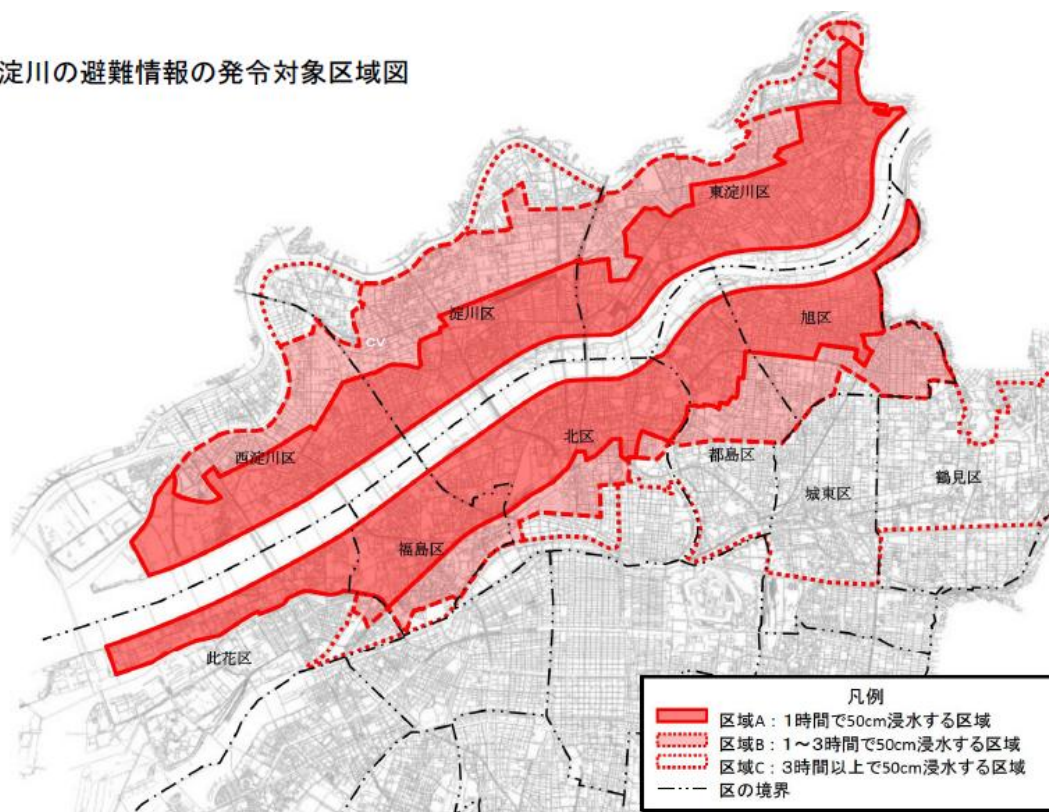 淀川の避難情報の発令対象区域図
東淀川区
淀川区
旭区
CV
西淀川区
北区
都島区
城東区
鶴見区
福島区
此花区
凡例
区域A：1時間で50cm浸水する区域
区域B：1～3時間で50cm浸水する区域
区域C：3時間以上で50cm浸水する区域
区の境界